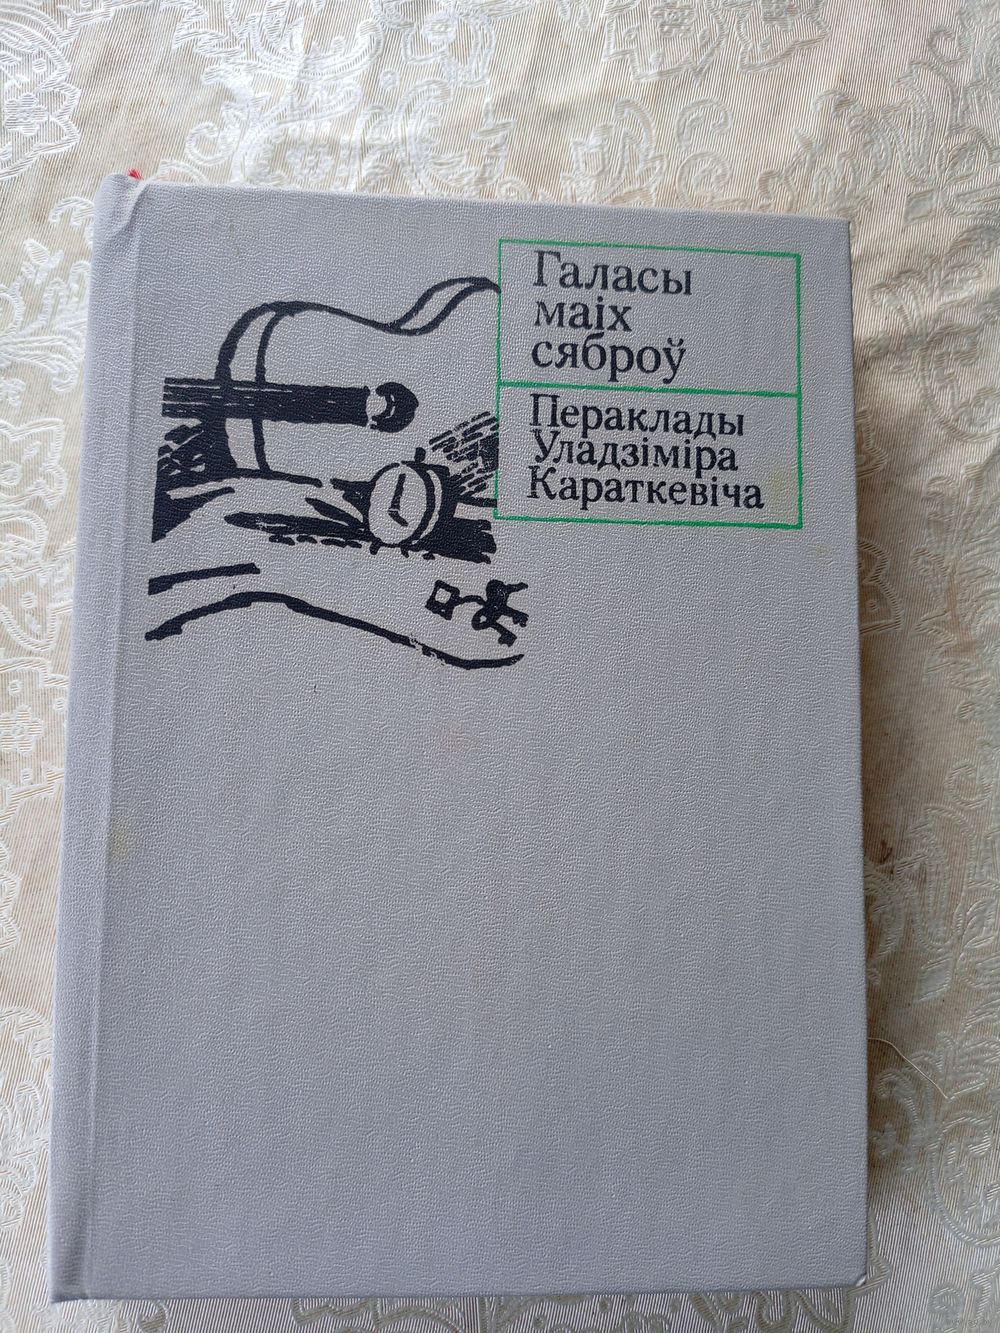 Галасы
маіх
сяброў
Пераклады
Уладзіміра
Караткевіча